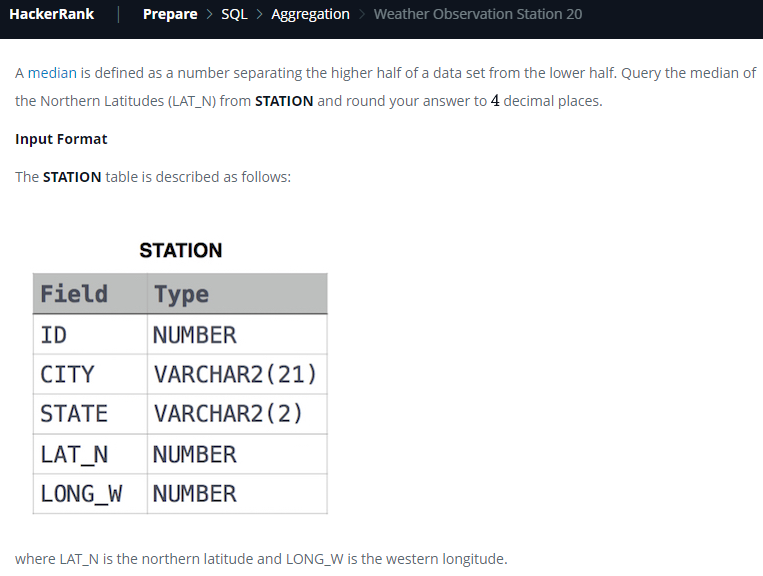 HackerRank | Prepare > SQL > Aggregation > Weather Observation Station 20
A median is defined as a number separating the higher half of a data set from the lower half. Query the median of
the Northern Latitudes (LAT_N) from STATION and round your answer to 4 decimal places.
Input Format
The STATION table is described as follows:
STATION
Field Type
ID NUMBER
CITY VARCHAR2(21)
STATE VARCHAR2(2)
LAT_N NUMBER
LONG_W NUMBER
where LAT_N is the northern latitude and LONG_W is the western longitude.